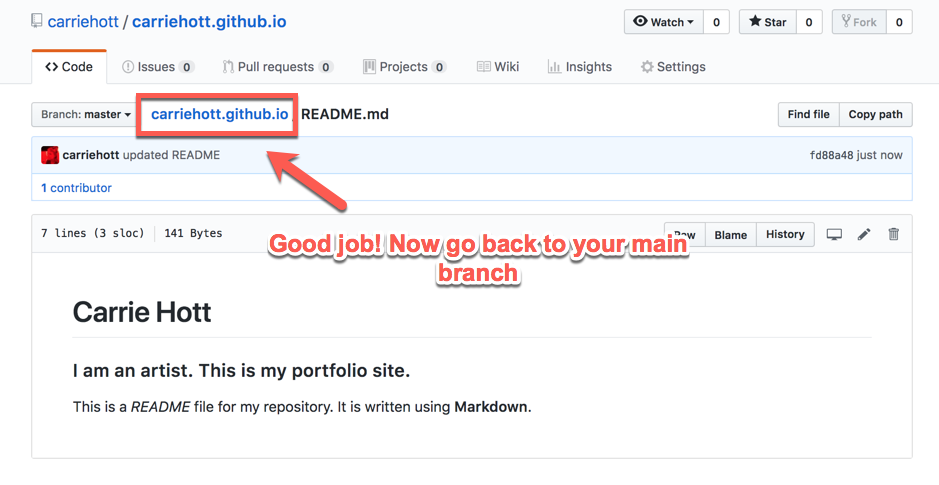 carriehott / carriehott.github.io Watch 0 Star 0 Fork 0
Code Issues 0 Pull requests 0 Projects 0 Wiki Insights Settings
Branch: master carriehott.github.io README.md Find file Copy path
carriehott updated README fd88a48 just now
1 contributor
7 lines (3 sloc) 141 Bytes Raw Blame History
Good job! Now go back to your main
branch
Carrie Hott
I am an artist. This is my portfolio site.
This is a README file for my repository. It is written using Markdown.